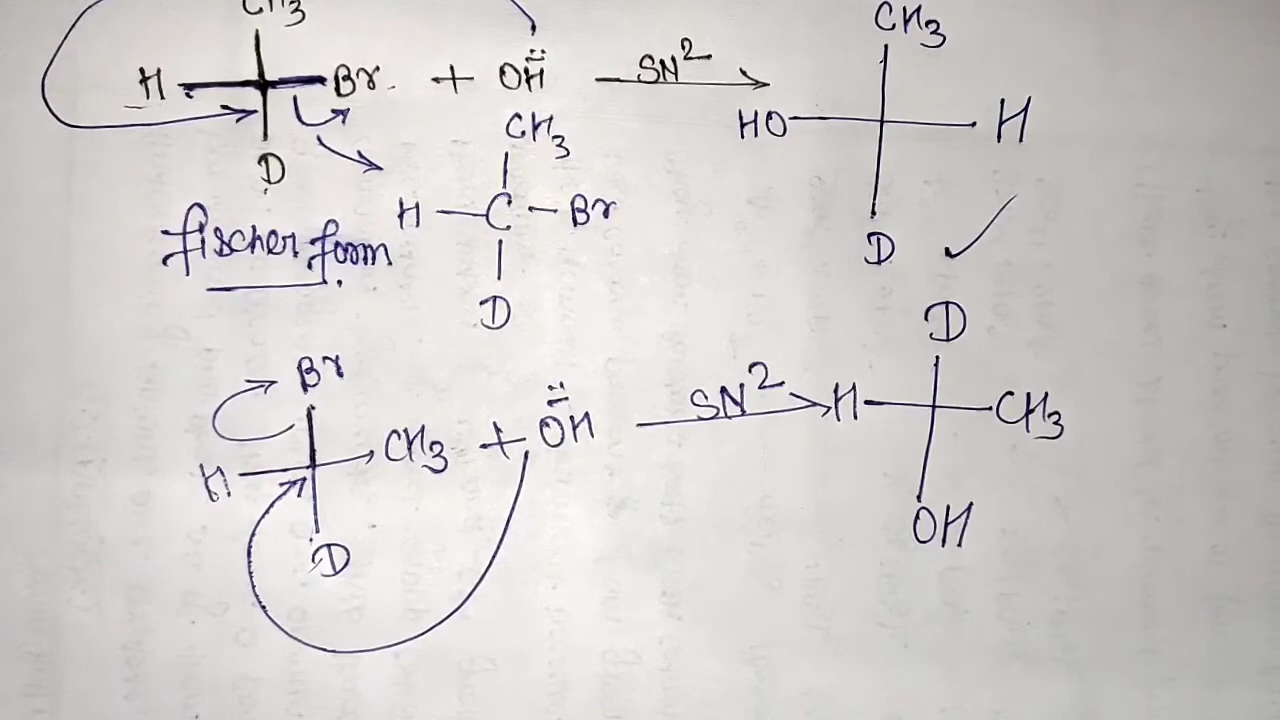 CH3
H Br + OH SN2
D
CH3
HO H
D
CH3
H C Br
D
fischer form
Br
H CH3 + OH SN2
D
D
H CH3
OH